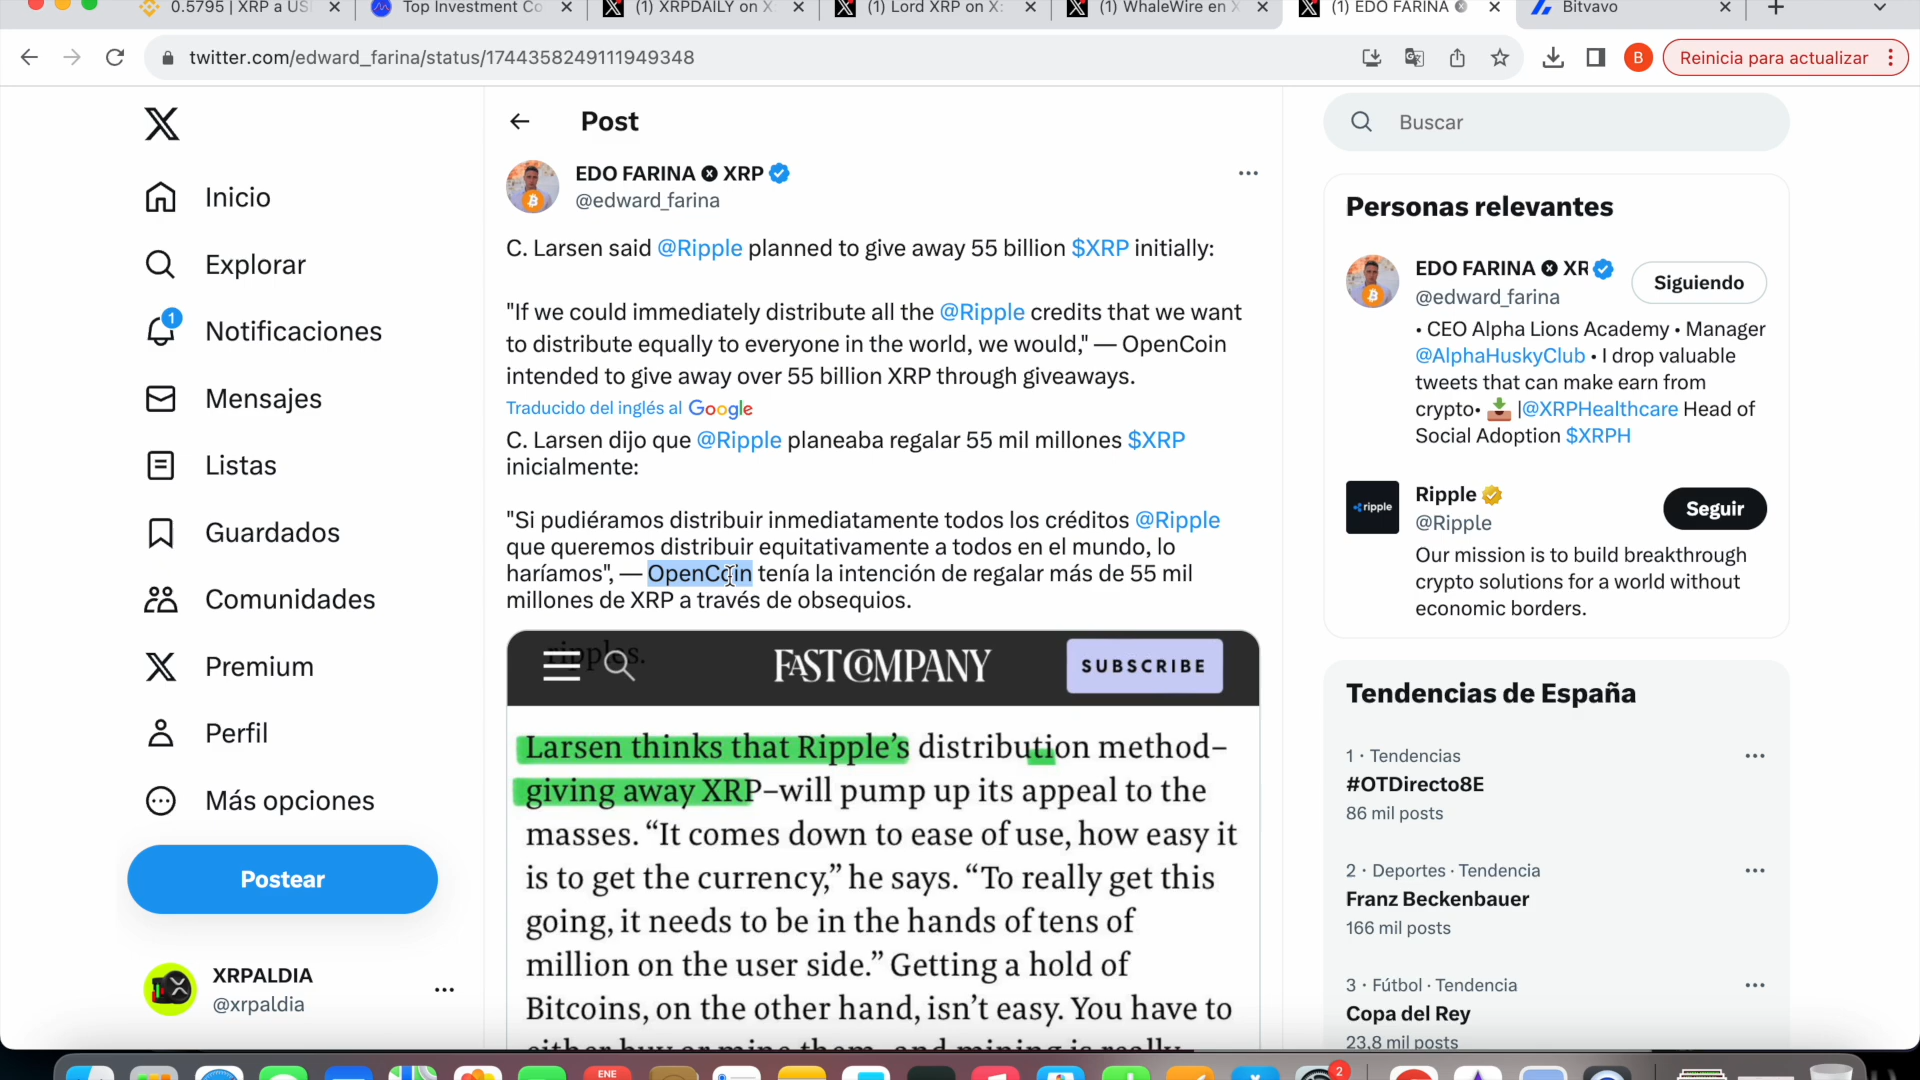 0.5795 | XRP a US
Top Investment Co
(1) XRPDAILY on X
(1) Lord XRP on X:
(1) WhaleWire en X
(1) EDO FARINA
Bitvavo
twitter.com/edward_farina/status/1744358249111949348
B
Reinicia para actualizar
Inicio
Explorar
1
Notificaciones
Mensajes
Listas
Guardados
Comunidades
Premium
Perfil
Más opciones
Postear
XRPALDIA
@xrpaldia
Post
EDO FARINA XRP
@edward_farina
C. Larsen said @Ripple planned to give away 55 billion $XRP initially:
"If we could immediately distribute all the @Ripple credits that we want
to distribute equally to everyone in the world, we would," — OpenCoin
intended to give away over 55 billion XRP through giveaways.
Traducido del inglés al Google
C. Larsen dijo que @Ripple planeaba regalar 55 mil millones $XRP
inicialmente:
"Si pudiéramos distribuir inmediatamente todos los créditos @Ripple
que queremos distribuir equitativamente a todos en el mundo, lo
haríamos", — OpenCoin tenía la intención de regalar más de 55 mil
millones de XRP a través de obsequios.
ripples.
FAST COMPANY
SUBSCRIBE
Larsen thinks that Ripple’s distribution method–
giving away XRP–will pump up its appeal to the
masses. “It comes down to ease of use, how easy it
is to get the currency,” he says. “To really get this
going, it needs to be in the hands of tens of
million on the user side.” Getting a hold of
Bitcoins, on the other hand, isn’t easy. You have to
either buy or mine them, and mining is really
Buscar
Personas relevantes
EDO FARINA XR
@edward_farina
Siguiendo
• CEO Alpha Lions Academy • Manager
@AlphaHuskyClub • I drop valuable
tweets that can make earn from
crypto• |@XRPHealthcare Head of
Social Adoption $XRPH
ripple
Ripple
@Ripple
Seguir
Our mission is to build breakthrough
crypto solutions for a world without
economic borders.
Tendencias de España
1 · Tendencias
#OTDirecto8E
86 mil posts
2 · Deportes · Tendencia
Franz Beckenbauer
166 mil posts
3 · Fútbol · Tendencia
Copa del Rey
23,8 mil posts
ENE
2